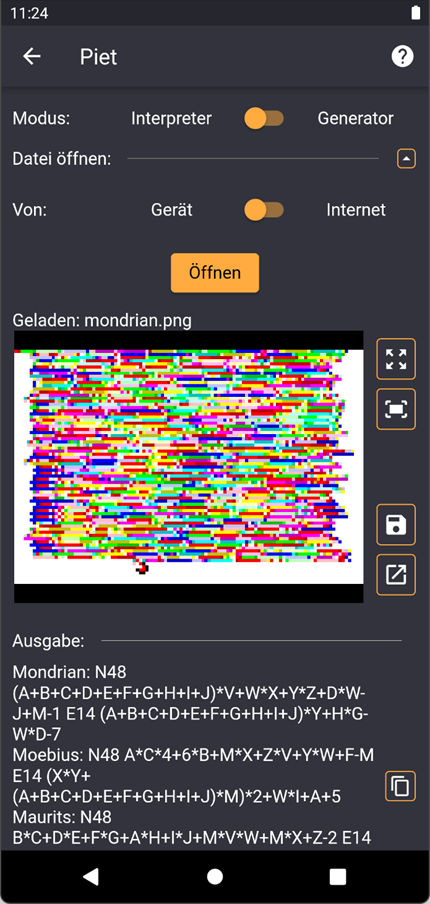 11:24
Piet
Modus: Interpreter Generator
Datei öffnen:
Von: Gerät Internet
Öffnen
Geladen: mondrian.png
Ausgabe:
Mondrian: N48
(A+B+C+D+E+F+G+H+I+J)*V+W*X+Y*Z+D*W-
J+M-1 E14 (A+B+C+D+E+F+G+H+I+J)*Y+H*G-
W*D-7
Moebius: N48 A*C*4+6*B+M*X+Z*V+Y*W+F-M
E14 (X*Y+
(A+B+C+D+E+F+G+H+I+J)*M)*2+W*I+A+5
Maurits: N48
B*C+D*E+F*G+A*H+I*J+M*V*W+M*X+Z-2 E14